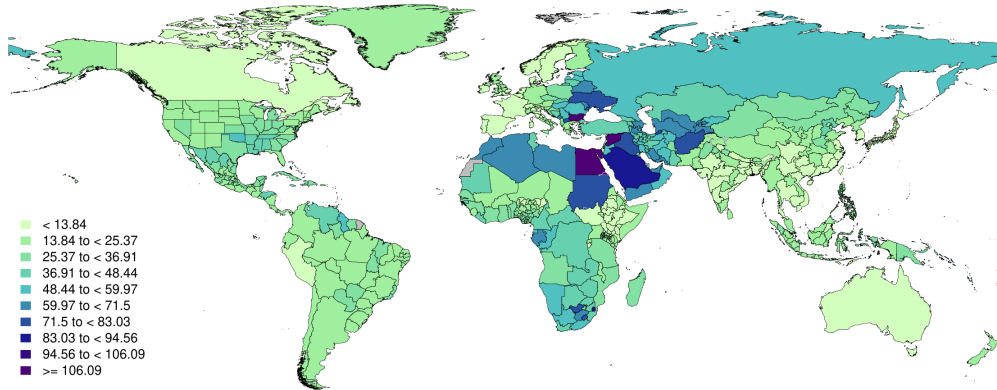 < 13.84
13.84 to < 25.37
25.37 to < 36.91
36.91 to < 48.44
48.44 to < 59.97
59.97 to < 71.5
71.5 to < 83.03
83.03 to < 94.56
94.56 to < 106.09
>= 106.09